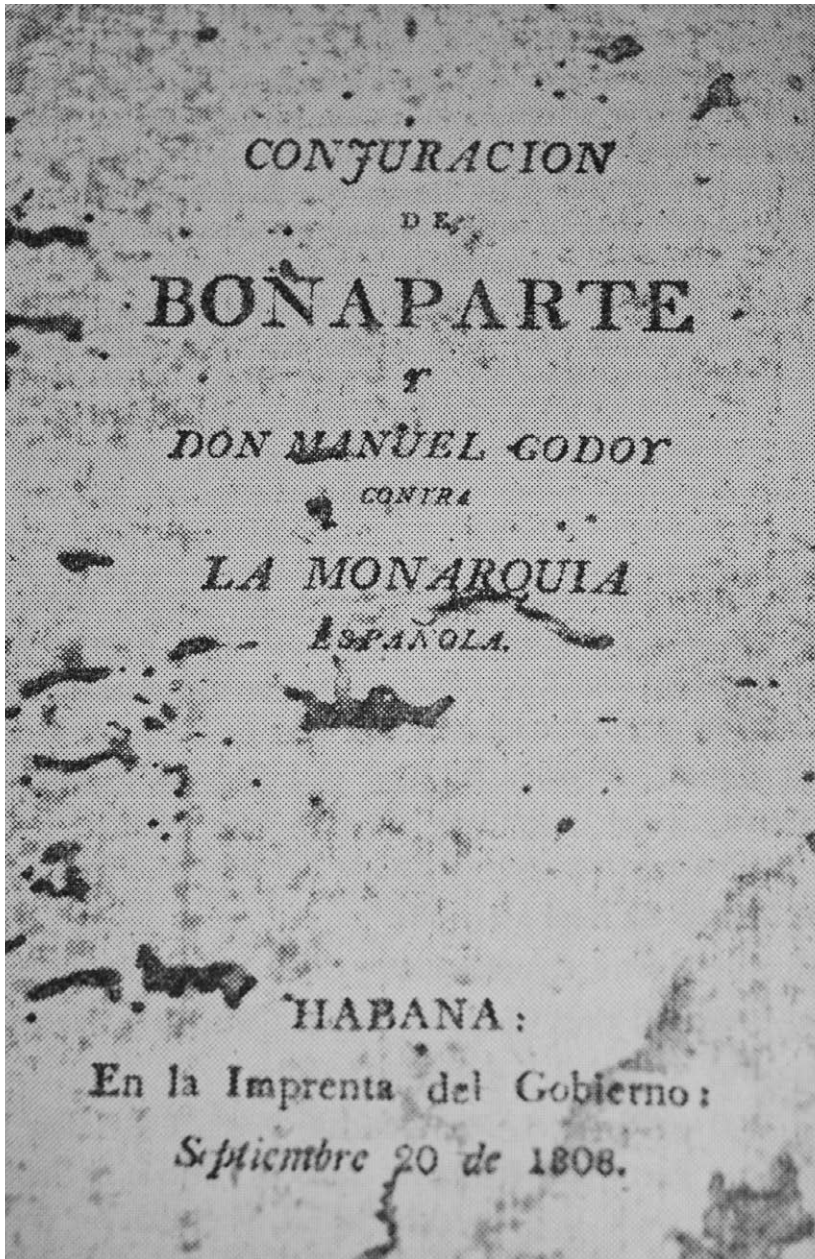 CONJURACION
DE
BONAPARTE
Y
DON MANUEL GODOY
CONTRA
LA MONARQUIA
ESPAÑOLA.
HABANA:
En la Imprenta del Gobierno:
Septiembre 20 de 1808.